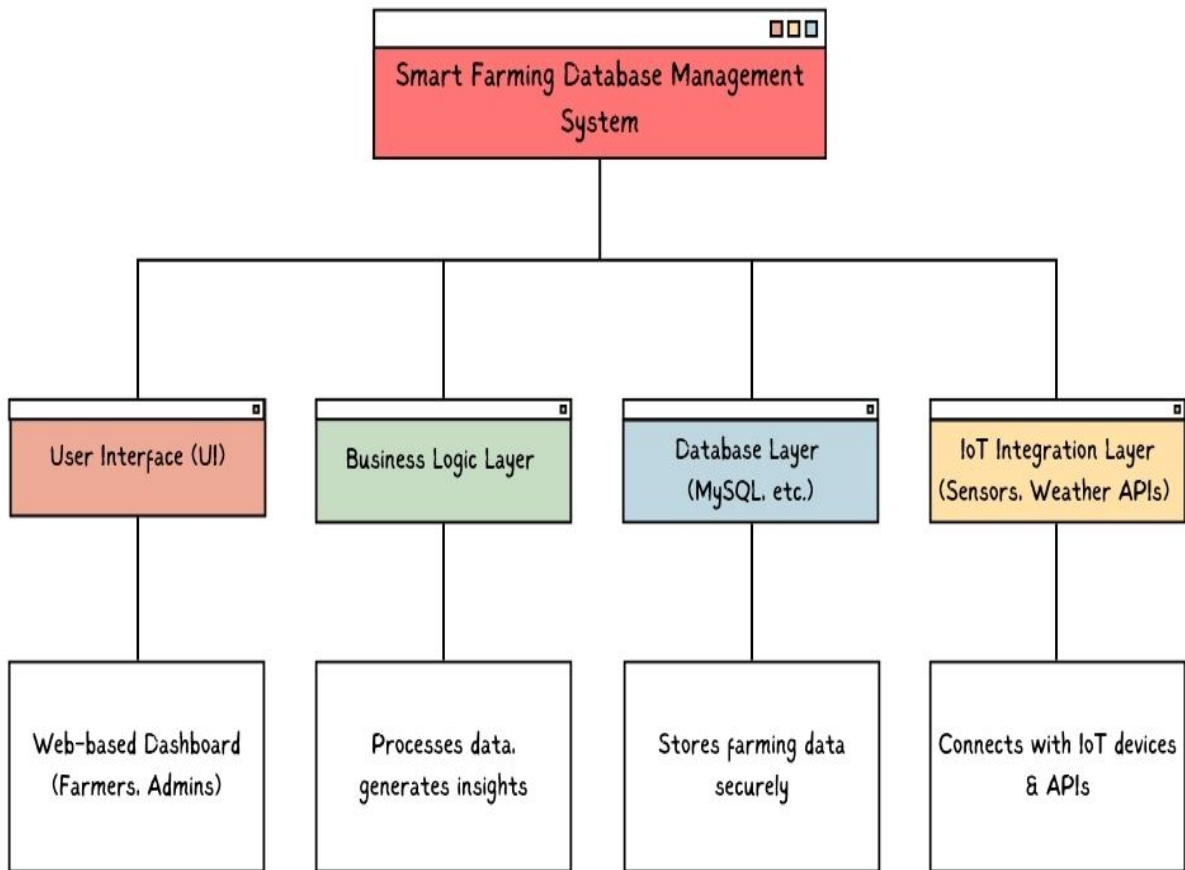 Smart Farming Database Management
System
User Interface (UI)
Business Logic Layer
Database Layer
(MySQL, etc.)
IoT Integration Layer
(Sensors, Weather APIs)
Web-based Dashboard
(Farmers, Admins)
Processes data,
generates insights
Stores farming data
securely
Connects with IoT devices
& APIs